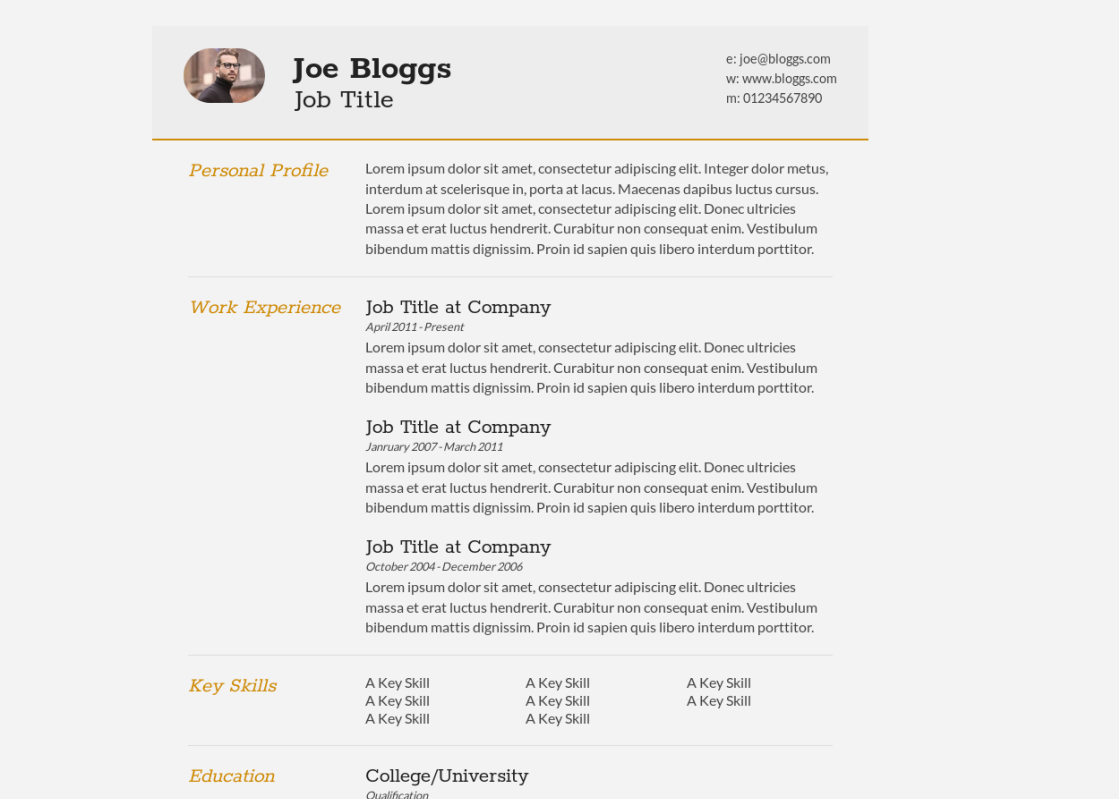 Joe Bloggs
Job Title
e: joe@bloggs.com
w: www.bloggs.com
m: 01234567890
Personal Profile
Lorem ipsum dolor sit amet, consectetur adipiscing elit. Integer dolor metus,
interdum at scelerisque in, porta at lacus. Maecenas dapibus luctus cursus.
Lorem ipsum dolor sit amet, consectetur adipiscing elit. Donec ultricies
massa et erat luctus hendrerit. Curabitur non consequat enim. Vestibulum
bibendum mattis dignissim. Proin id sapien quis libero interdum porttitor.
Work Experience
Job Title at Company
April 2011 - Present
Lorem ipsum dolor sit amet, consectetur adipiscing elit. Donec ultricies
massa et erat luctus hendrerit. Curabitur non consequat enim. Vestibulum
bibendum mattis dignissim. Proin id sapien quis libero interdum porttitor.
Job Title at Company
Janruary 2007 - March 2011
Lorem ipsum dolor sit amet, consectetur adipiscing elit. Donec ultricies
massa et erat luctus hendrerit. Curabitur non consequat enim. Vestibulum
bibendum mattis dignissim. Proin id sapien quis libero interdum porttitor.
Job Title at Company
October 2004 - December 2006
Lorem ipsum dolor sit amet, consectetur adipiscing elit. Donec ultricies
massa et erat luctus hendrerit. Curabitur non consequat enim. Vestibulum
bibendum mattis dignissim. Proin id sapien quis libero interdum porttitor.
Key Skills
A Key Skill A Key Skill A Key Skill
A Key Skill A Key Skill A Key Skill
A Key Skill A Key Skill
Education
College/University
Qualification